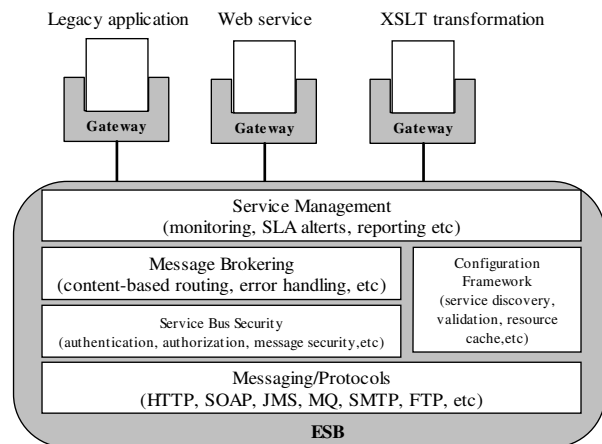 Legacy application
Web service
XSLT transformation
Gateway
Gateway
Gateway
Service Management
(monitoring, SLA alterts, reporting etc)
Message Brokering
(content-based routing, error handling, etc)
Configuration
Framework
(service discovery,
validation, resource
cache,etc)
Service Bus Security
(authentication, authorization, message security,etc)
Messaging/Protocols
(HTTP, SOAP, JMS, MQ, SMTP, FTP, etc)
ESB